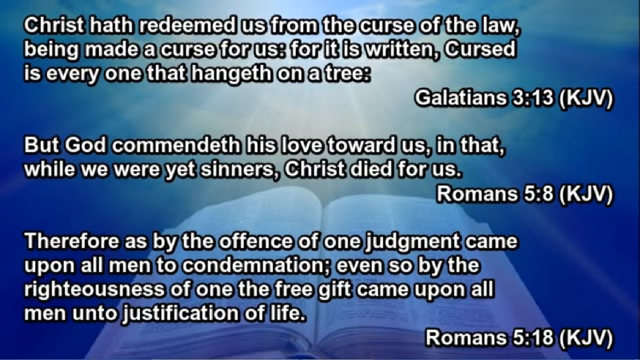 Christ hath redeemed us from the curse of the law,
being made a curse for us: for it is written, Cursed
is every one that hangeth on a tree:
Galatians 3:13 (KJV)
But God commendeth his love toward us, in that,
while we were yet sinners, Christ died for us.
Romans 5:8 (KJV)
Therefore as by the offence of one judgment came
upon all men to condemnation; even so by the
righteousness of one the free gift came upon all
men unto justification of life.
Romans 5:18 (KJV)